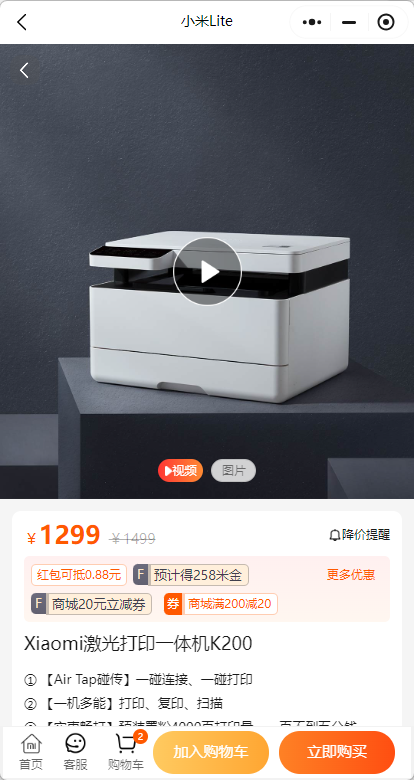 小米Lite
视频 图片
¥1299 ¥1499 降价提醒
红包可抵0.88元 F 预计得258米金 更多优惠
F 商城20元立减券 券 商城满200减20
Xiaomi激光打印一体机K200
① 【Air Tap碰传】一碰连接、一碰打印
② 【一机多能】打印、复印、扫描
2
首页 客服 购物车 加入购物车 立即购买